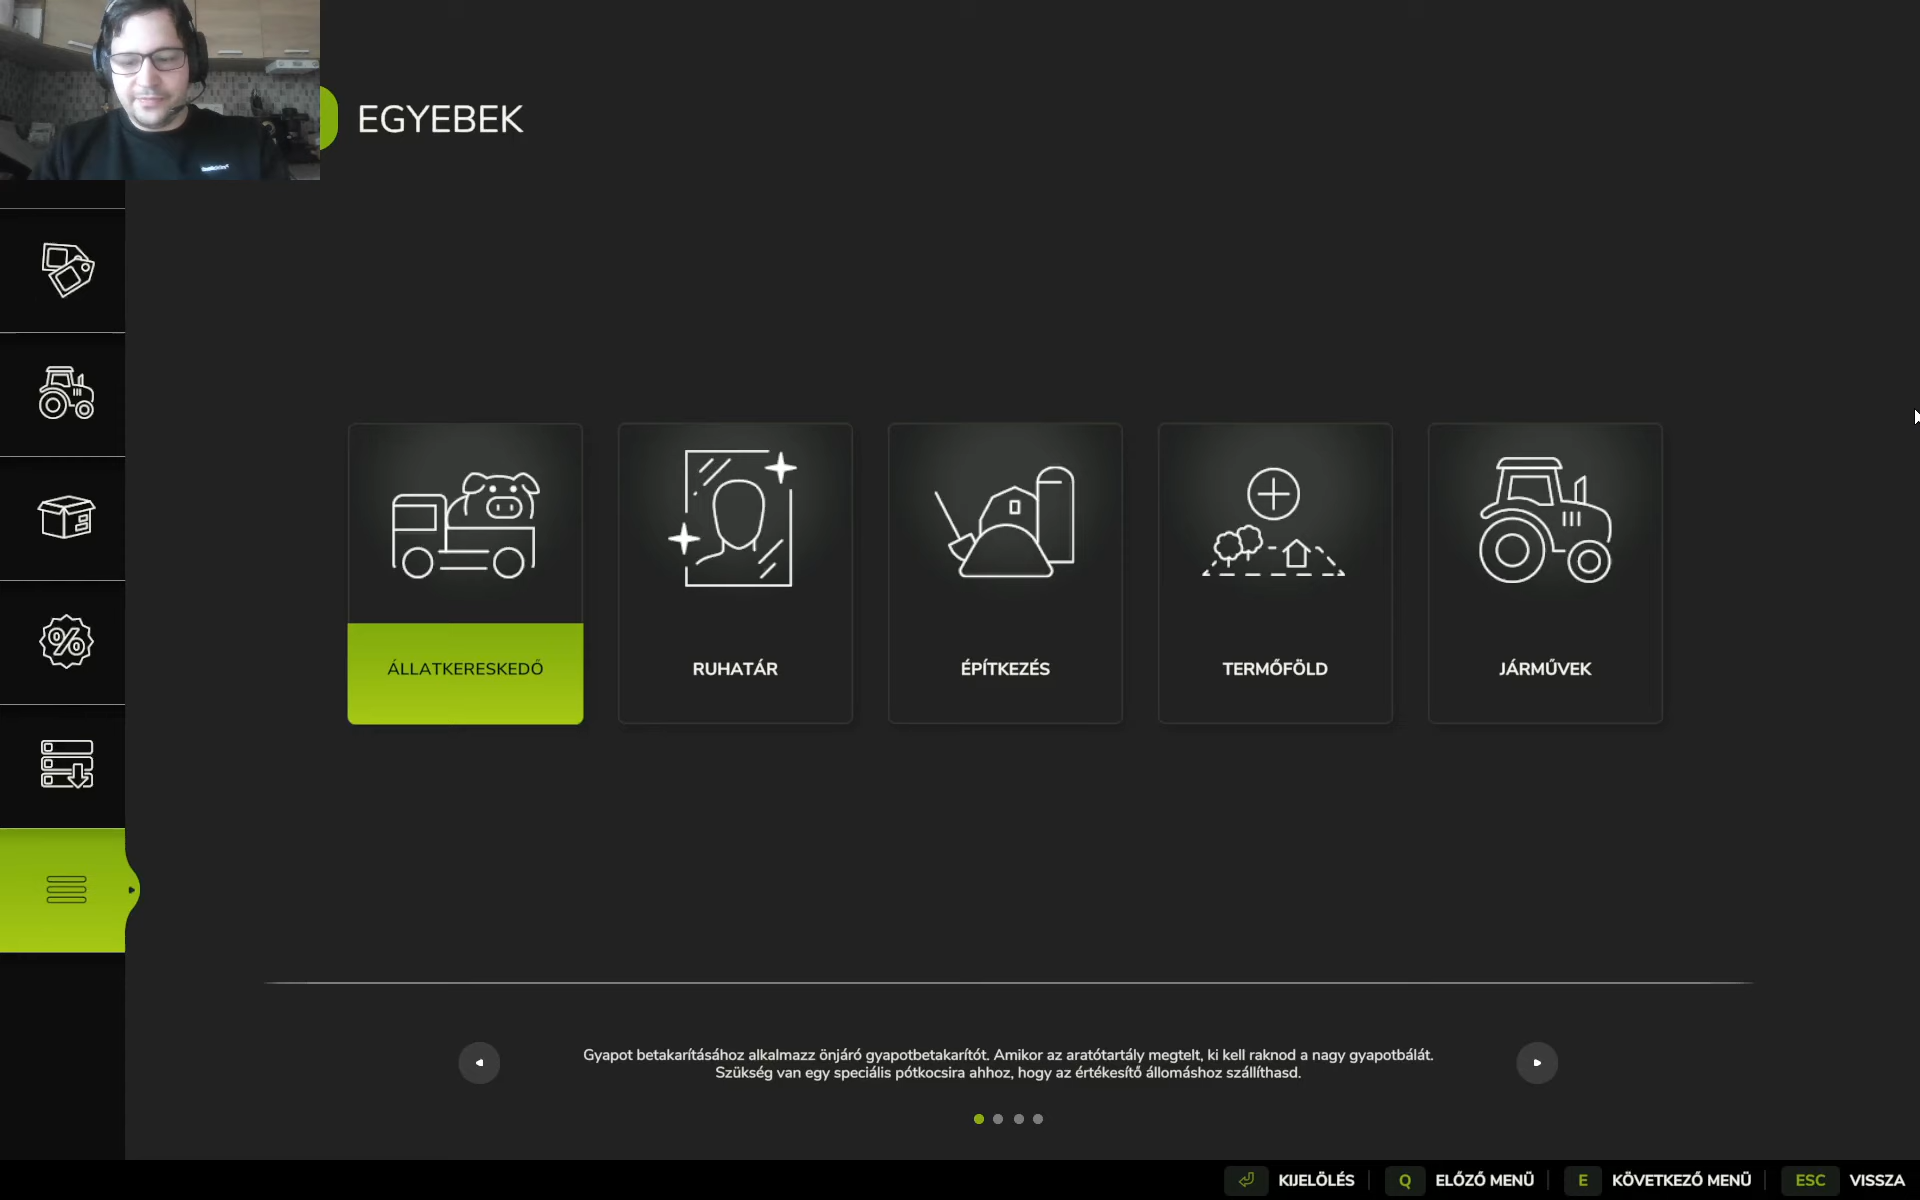 EGYEBEK
ÁLLATKERESKEDŐ
RUHATÁR
ÉPÍTKEZÉS
TERMŐFÖLD
JÁRMŰVEK
Gyapot betakarításához alkalmazz önjáró gyapotbetakarítót. Amikor az aratótartály megtelt, ki kell raknod a nagy gyapotbálát.
Szükség van egy speciális pótkocsira ahhoz, hogy az értékesítő állomáshoz szállíthasd.
KIJELÖLÉS Q ELŐZŐ MENÜ E KÖVETKEZŐ MENÜ ESC VISSZA